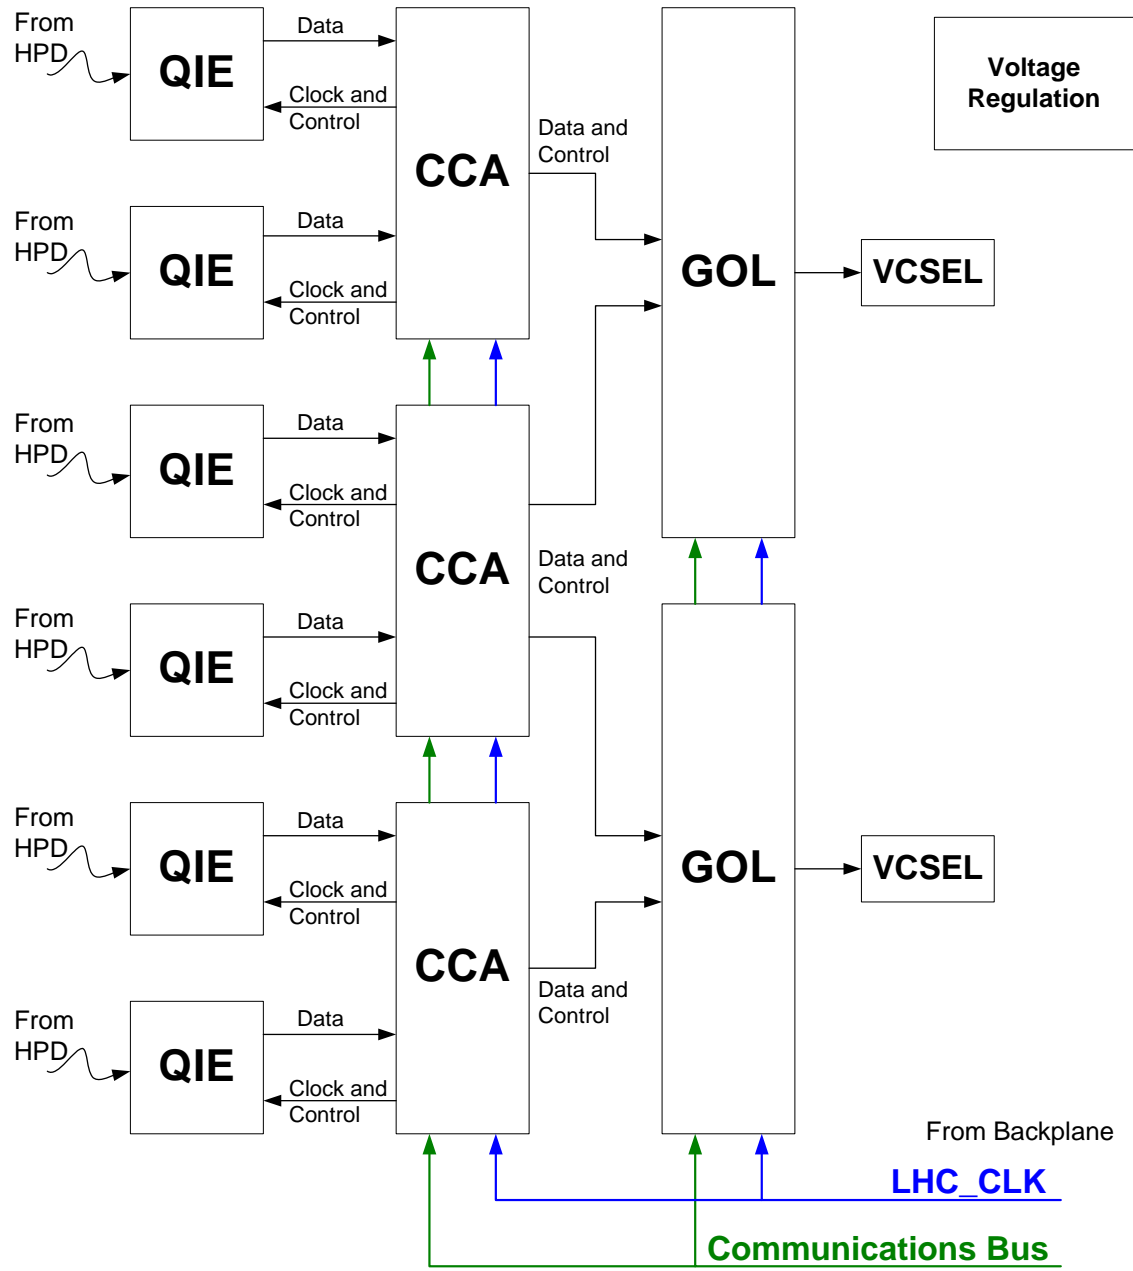 From
HPD
QIE
Data
Clock and
Control
CCA
Data and
Control
GOL
VCSEL
Voltage
Regulation
From
HPD
QIE
Data
Clock and
Control
From
HPD
QIE
Data
Clock and
Control
CCA
Data and
Control
From
HPD
QIE
Data
Clock and
Control
From
HPD
QIE
Data
Clock and
Control
CCA
Data and
Control
GOL
VCSEL
From
HPD
QIE
Data
Clock and
Control
From Backplane
LHC_CLK
Communications Bus